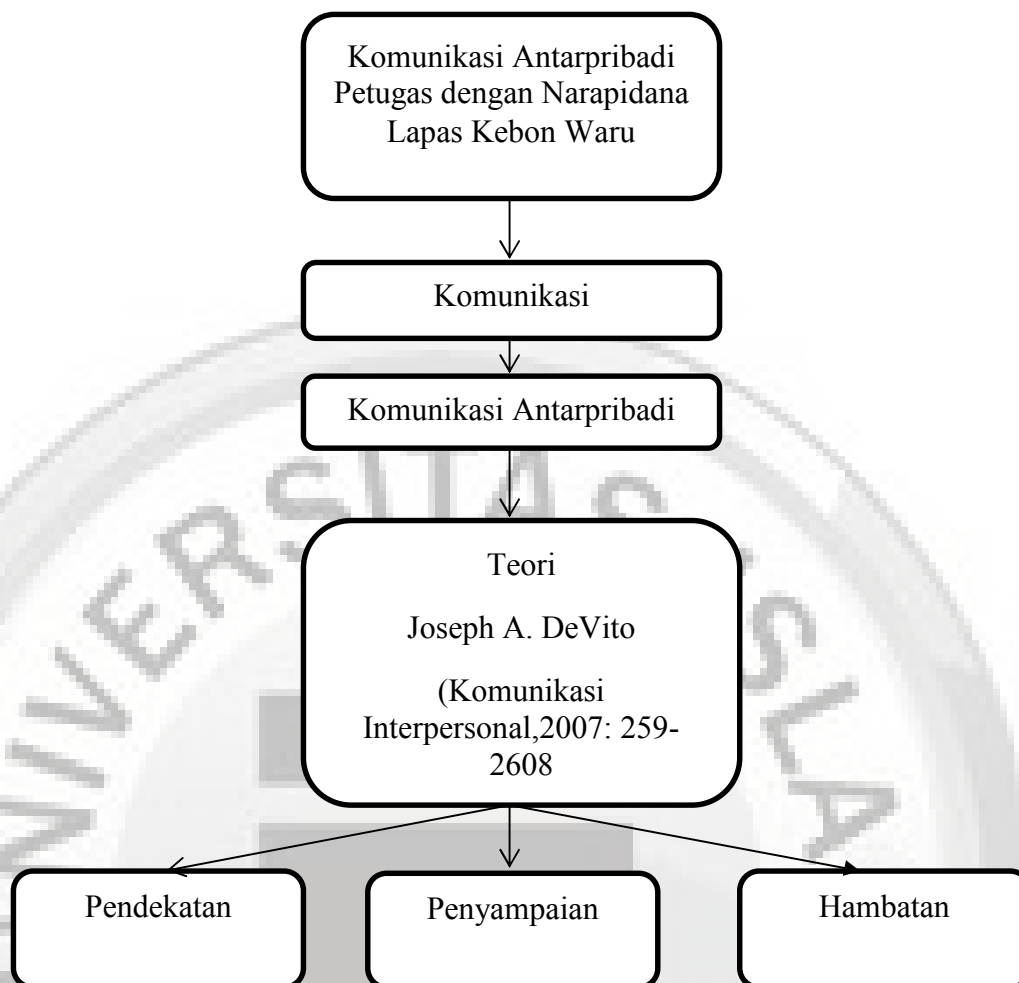 Komunikasi Antarpribadi
Petugas dengan Narapidana
Lapas Kebon Waru
Komunikasi
Komunikasi Antarpribadi
Teori
Joseph A. DeVito
(Komunikasi
Interpersonal,2007: 259-
2608
Pendekatan
Penyampaian
Hambatan